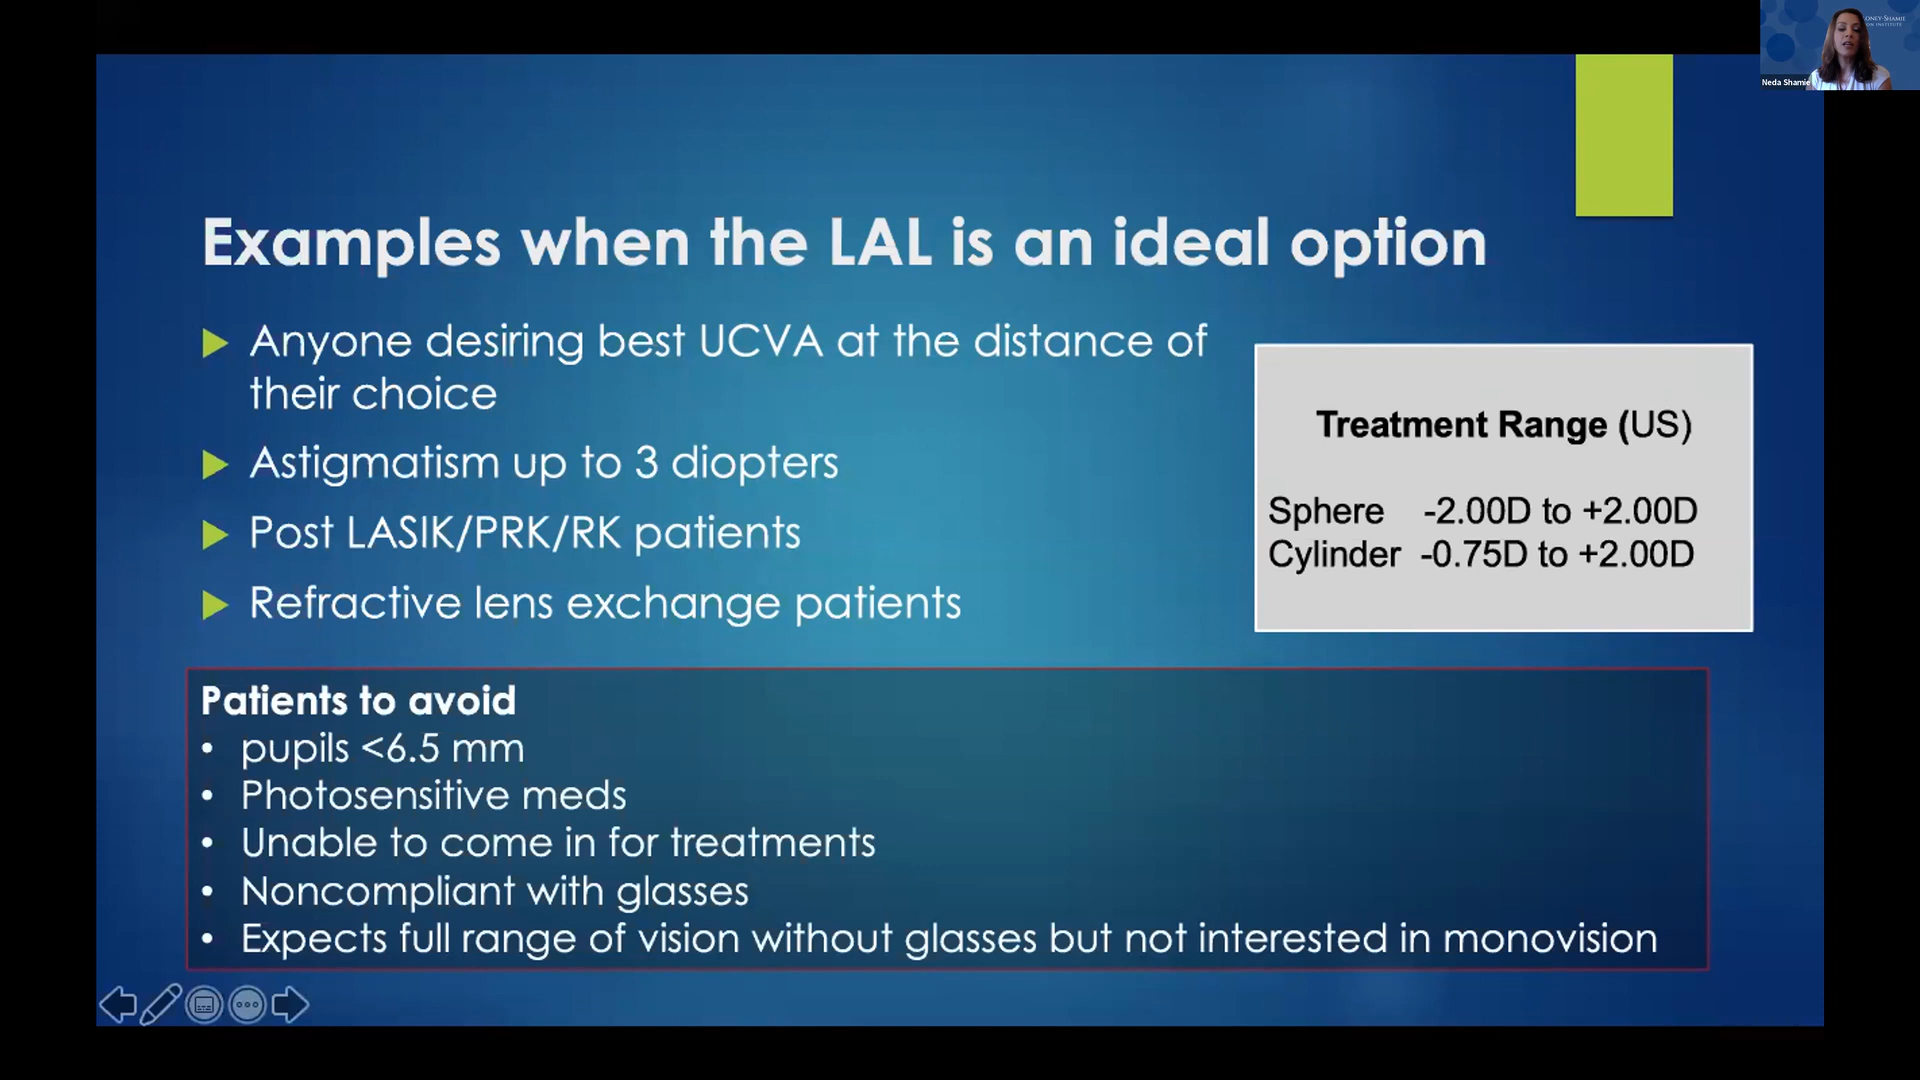 Examples when the LAL is an ideal option
Anyone desiring best UCVA at the distance of
their choice
Astigmatism up to 3 diopters
Post LASIK/PRK/RK patients
Refractive lens exchange patients
Treatment Range (US)
Sphere -2.00D to +2.00D
Cylinder -0.75D to +2.00D
Patients to avoid
• pupils <6.5 mm
• Photosensitive meds
• Unable to come in for treatments
• Noncompliant with glasses
• Expects full range of vision without glasses but not interested in monovision
Neda Shamie